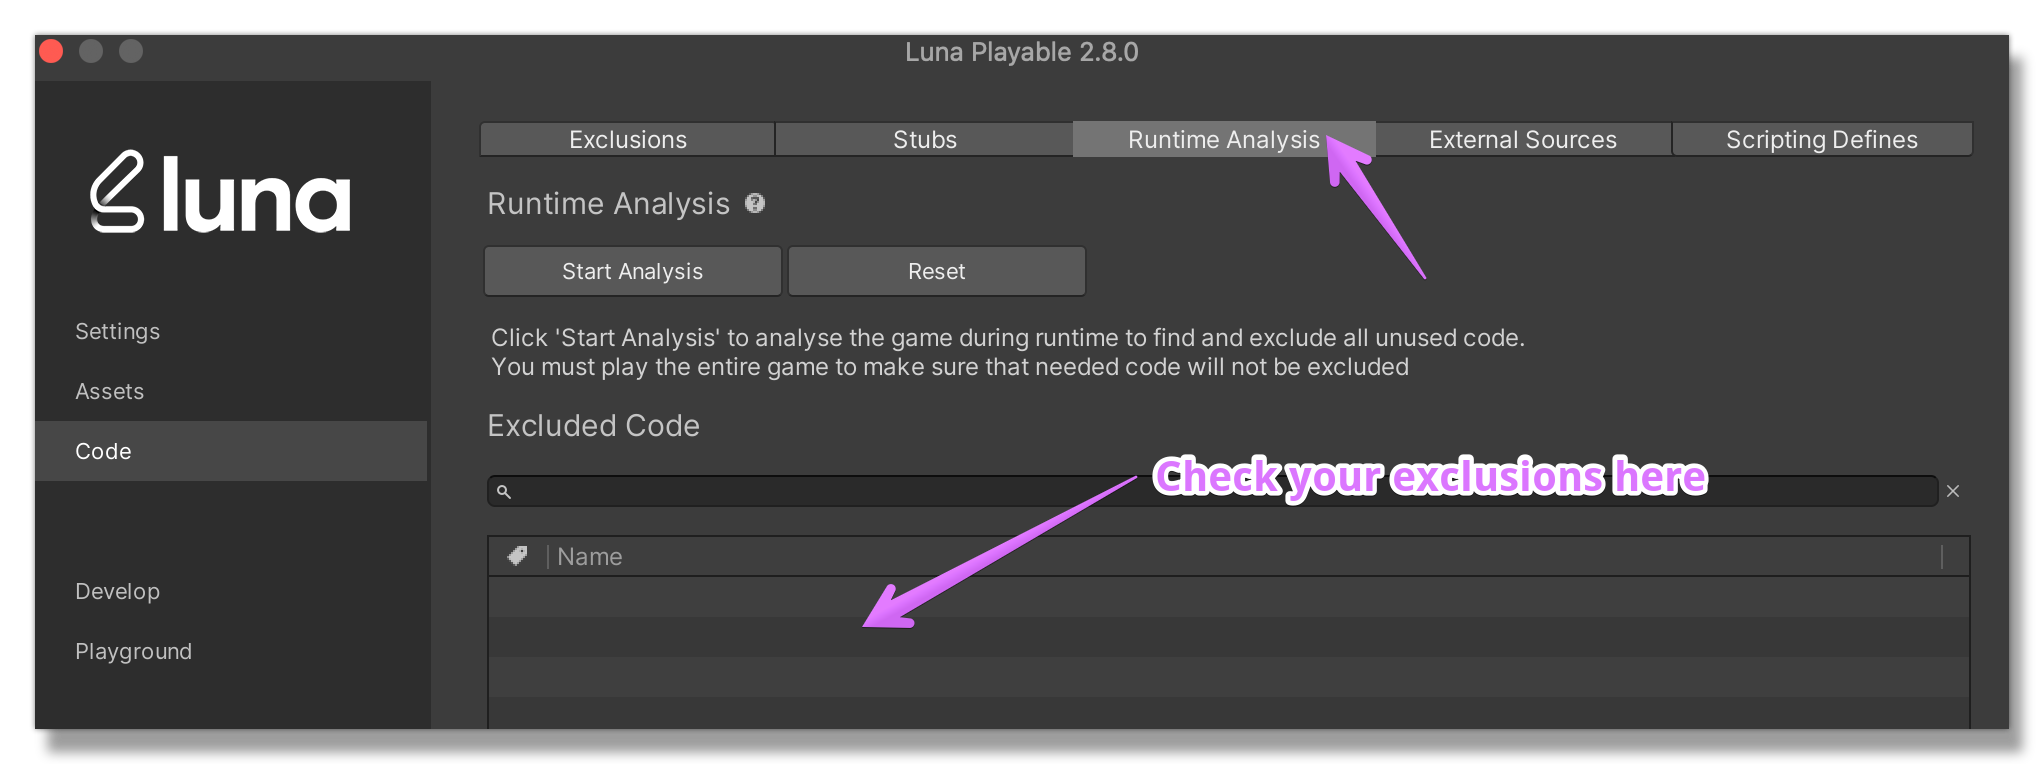 Luna Playable 2.8.0
luna
Settings
Assets
Code
Develop
Playground
Exclusions
Stubs
Runtime Analysis
External Sources
Scripting Defines
Runtime Analysis ?
Start Analysis
Reset
Click 'Start Analysis' to analyse the game during runtime to find and exclude all unused code.
You must play the entire game to make sure that needed code will not be excluded
Excluded Code
Check your exclusions here
Name